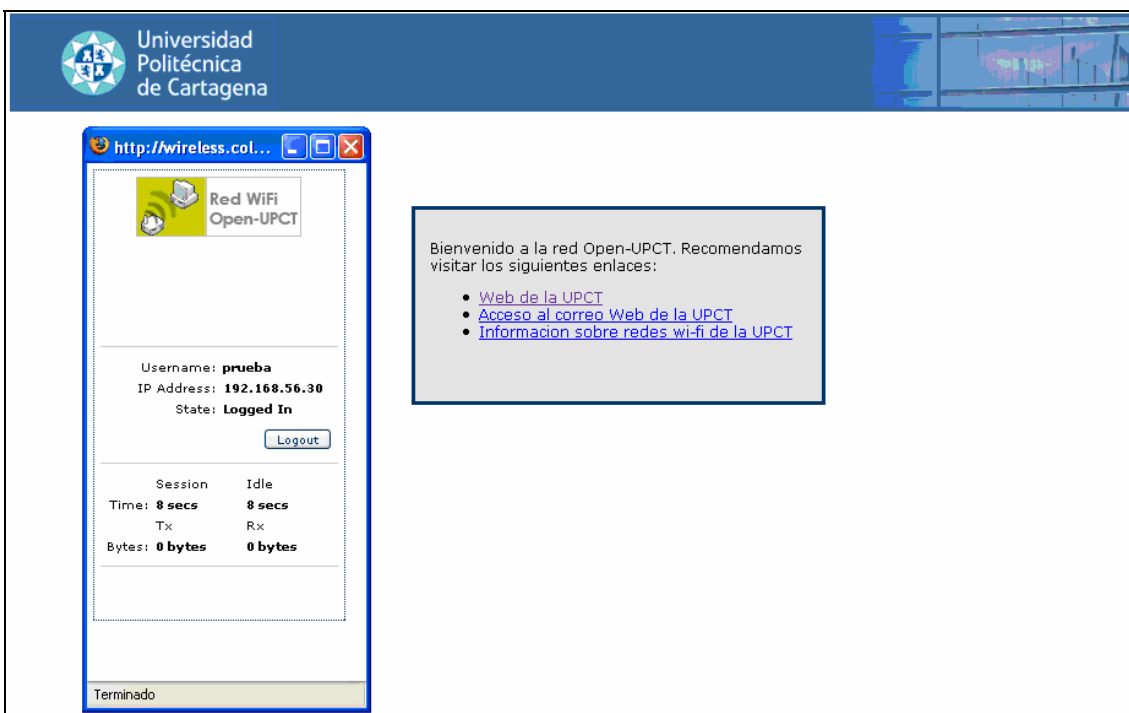 Universidad
Politécnica
de Cartagena
http://wireless.col...
Red WiFi
Open-UPCT
Username: prueba
IP Address: 192.168.56.30
State: Logged In
Logout
Session Idle
Time: 8 secs 8 secs
Tx Rx
Bytes: 0 bytes 0 bytes
Terminado
Bienvenido a la red Open-UPCT. Recomendamos
visitar los siguientes enlaces:
• Web de la UPCT
• Acceso al correo Web de la UPCT
• Informacion sobre redes wi-fi de la UPCT